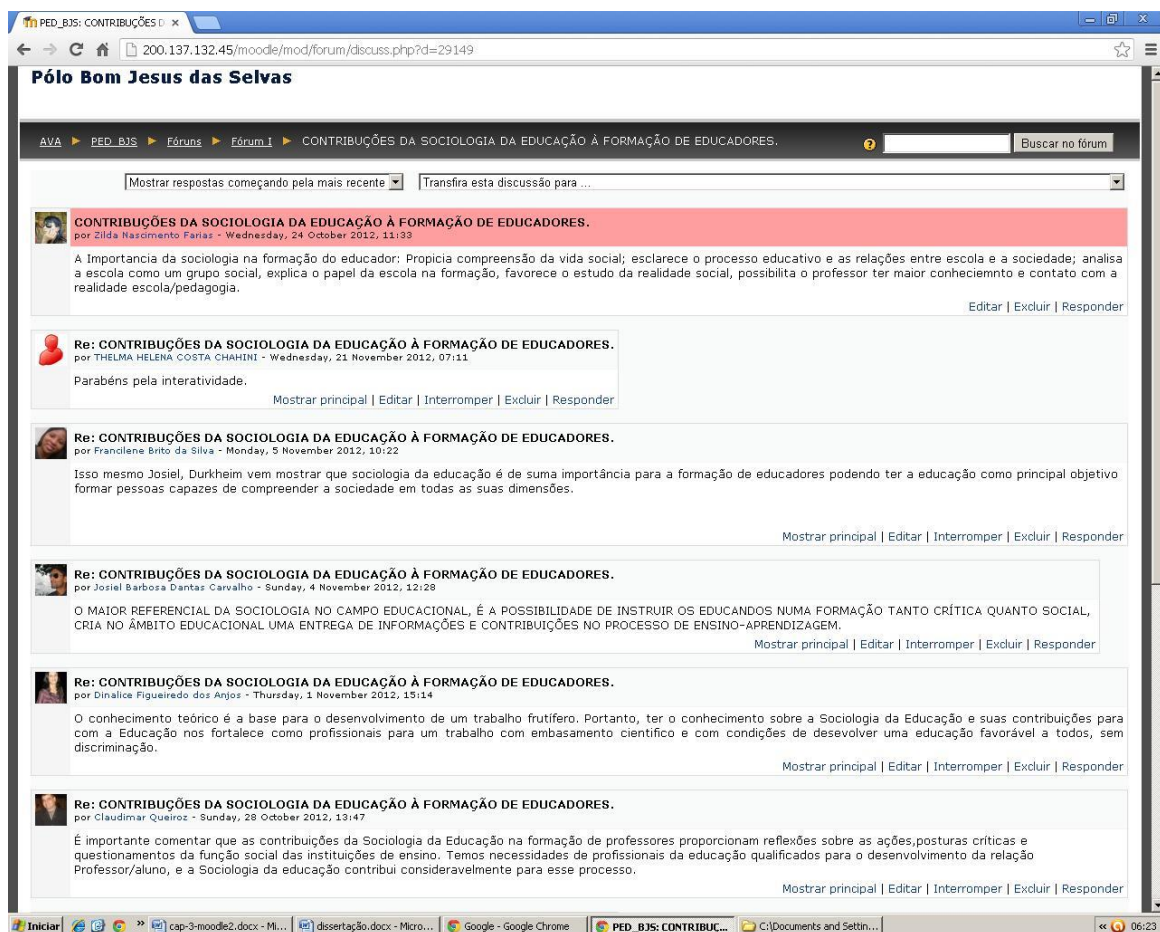 PED_BJS: CONTRIBUÇÕES D
200.137.132.45/moodle/mod/forum/discuss.php?d=29149
Pólo Bom Jesus das Selvas
AVA ► PED_BJS ► Fóruns ► Fórum I ► CONTRIBUÇÕES DA SOCIOLOGIA DA EDUCAÇÃO À FORMAÇÃO DE EDUCADORES. Buscar no fórum
Mostrar respostas começando pela mais recente Transfira esta discussão para ...
CONTRIBUÇÕES DA SOCIOLOGIA DA EDUCAÇÃO À FORMAÇÃO DE EDUCADORES.
por Zilda Nascimento Farias - Wednesday, 24 October 2012, 11:33
A Importancia da sociologia na formação do educador: Propicia compreensão da vida social; esclarece o processo educativo e as relações entre escola e a sociedade; analisa
a escola como um grupo social, explica o papel da escola na formação, favorece o estudo da realidade social, possibilita o professor ter maior conheciemnto e contato com a
realidade escola/pedagogia.
Editar | Excluir | Responder
Re: CONTRIBUÇÕES DA SOCIOLOGIA DA EDUCAÇÃO À FORMAÇÃO DE EDUCADORES.
por THELMA HELENA COSTA CHAHINI - Wednesday, 21 November 2012, 07:11
Parabéns pela interatividade.
Mostrar principal | Editar | Interromper | Excluir | Responder
Re: CONTRIBUÇÕES DA SOCIOLOGIA DA EDUCAÇÃO À FORMAÇÃO DE EDUCADORES.
por Francilene Brito da Silva - Monday, 5 November 2012, 10:22
Isso mesmo Josiel, Durkheim vem mostrar que sociologia da educação é de suma importância para a formação de educadores podendo ter a educação como principal objetivo
formar pessoas capazes de compreender a sociedade em todas as suas dimensões.
Mostrar principal | Editar | Interromper | Excluir | Responder
Re: CONTRIBUÇÕES DA SOCIOLOGIA DA EDUCAÇÃO À FORMAÇÃO DE EDUCADORES.
por Josiel Barbosa Dantas Carvalho - Sunday, 4 November 2012, 12:28
O MAIOR REFERENCIAL DA SOCIOLOGIA NO CAMPO EDUCACIONAL, É A POSSIBILIDADE DE INSTRUIR OS EDUCANDOS NUMA FORMAÇÃO TANTO CRÍTICA QUANTO SOCIAL,
CRIA NO ÂMBITO EDUCACIONAL UMA ENTREGA DE INFORMAÇÕES E CONTRIBUIÇÕES NO PROCESSO DE ENSINO-APRENDIZAGEM.
Mostrar principal | Editar | Interromper | Excluir | Responder
Re: CONTRIBUÇÕES DA SOCIOLOGIA DA EDUCAÇÃO À FORMAÇÃO DE EDUCADORES.
por Dinalice Figueiredo dos Anjos - Thursday, 1 November 2012, 15:14
O conhecimento teórico é a base para o desenvolvimento de um trabalho frutífero. Portanto, ter o conhecimento sobre a Sociologia da Educação e suas contribuições para
com a Educação nos fortalece como profissionais para um trabalho com embasamento cientifico e com condições de desevolver uma educação favorável a todos, sem
discriminação.
Mostrar principal | Editar | Interromper | Excluir | Responder
Re: CONTRIBUÇÕES DA SOCIOLOGIA DA EDUCAÇÃO À FORMAÇÃO DE EDUCADORES.
por Claudimar Queiroz - Sunday, 28 October 2012, 13:47
É importante comentar que as contribuições da Sociologia da Educação na formação de professores proporcionam reflexões sobre as ações,posturas críticas e
questionamentos da função social das instituições de ensino. Temos necessidades de profissionais da educação qualificados para o desenvolvimento da relação
Professor/aluno, e a Sociologia da educação contribui consideravelmente para esse processo.
Mostrar principal | Editar | Interromper | Excluir | Responder
Iniciar » cap-3-moodle2.docx - Mi... dissertação.docx - Micro... Google - Google Chrome PED_BJS: CONTRIBUÇ... C:\Documents and Settin... « 06:23